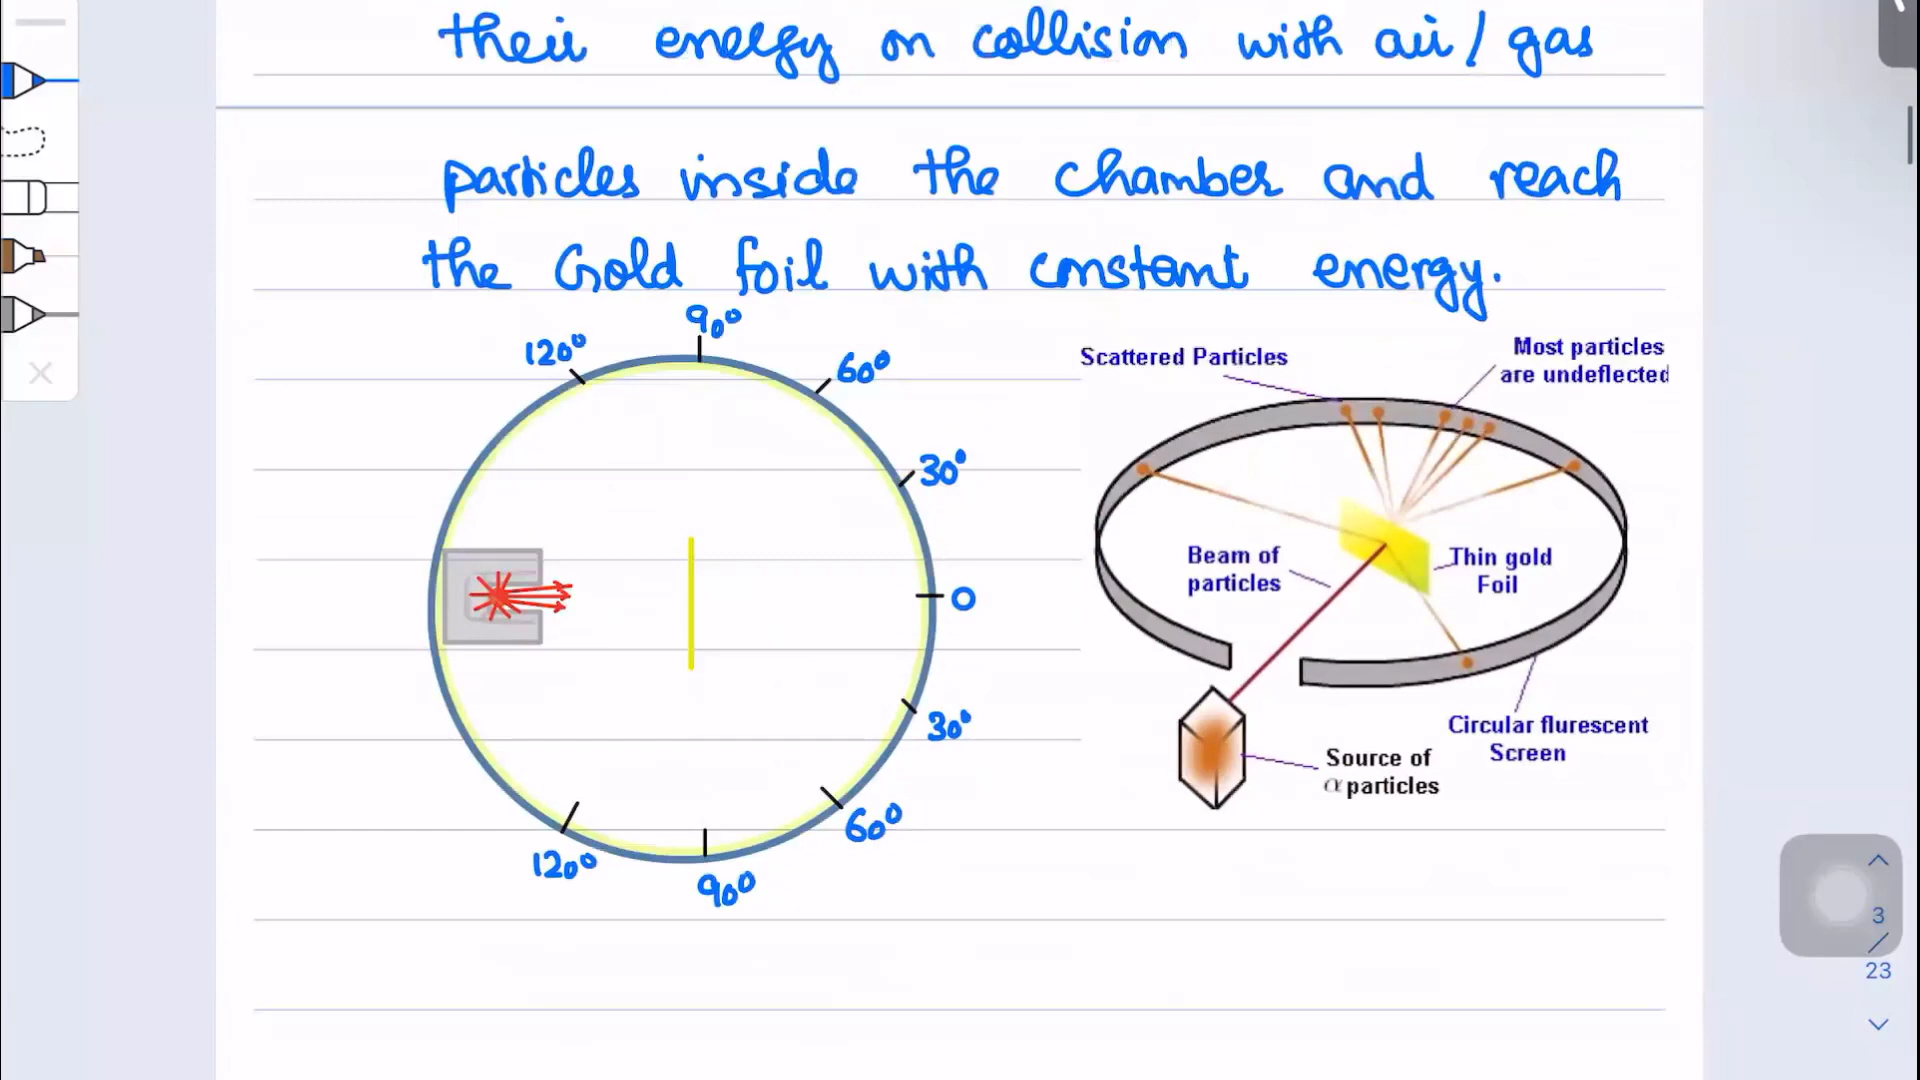 their energy on collision with air/gas
particles inside the chamber and reach
the Gold foil with constant energy.
90°
120°
60°
30°
0
30°
60°
120°
90°
Scattered Particles
Most particles
are undeflected
Beam of
particles
Thin gold
Foil
Circular flurescent
Screen
Source of
α particles
3
/
23